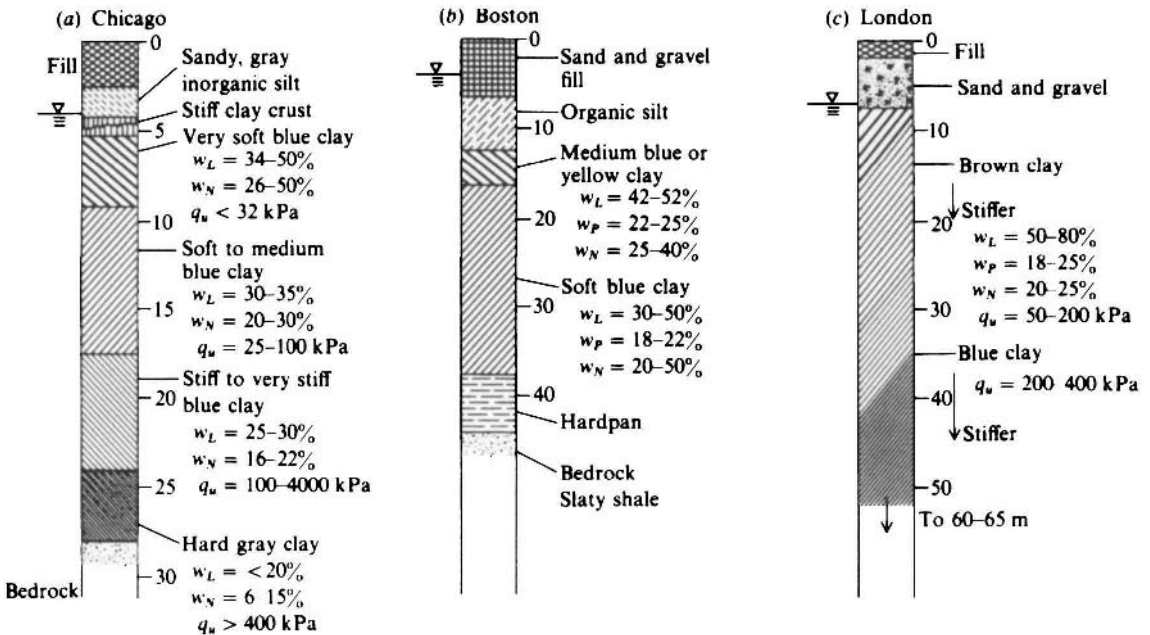 (a) Chicago
0
Fill
Sandy, gray
inorganic silt
Stiff clay crust
5
Very soft blue clay
w_L = 34–50%
w_N = 26–50%
q_u < 32 kPa
10
Soft to medium
blue clay
w_L = 30–35%
15
w_N = 20–30%
q_u = 25–100 kPa
Stiff to very stiff
20
blue clay
w_L = 25–30%
w_N = 16–22%
25
q_u = 100–4000 kPa
Hard gray clay
w_L = <20%
30
Bedrock
w_N = 6 15%
q_u > 400 kPa
(b) Boston
0
Sand and gravel
fill
Organic silt
10
Medium blue or
yellow clay
w_L = 42–52%
20
w_P = 22–25%
w_N = 25–40%
Soft blue clay
30
w_L = 30–50%
w_P = 18–22%
w_N = 20–50%
40
Hardpan
Bedrock
Slaty shale
(c) London
0
Fill
Sand and gravel
10
Brown clay
20
Stiffer
w_L = 50–80%
w_P = 18–25%
w_N = 20–25%
30
q_u = 50–200 kPa
Blue clay
q_u = 200 400 kPa
40
Stiffer
50
To 60–65 m